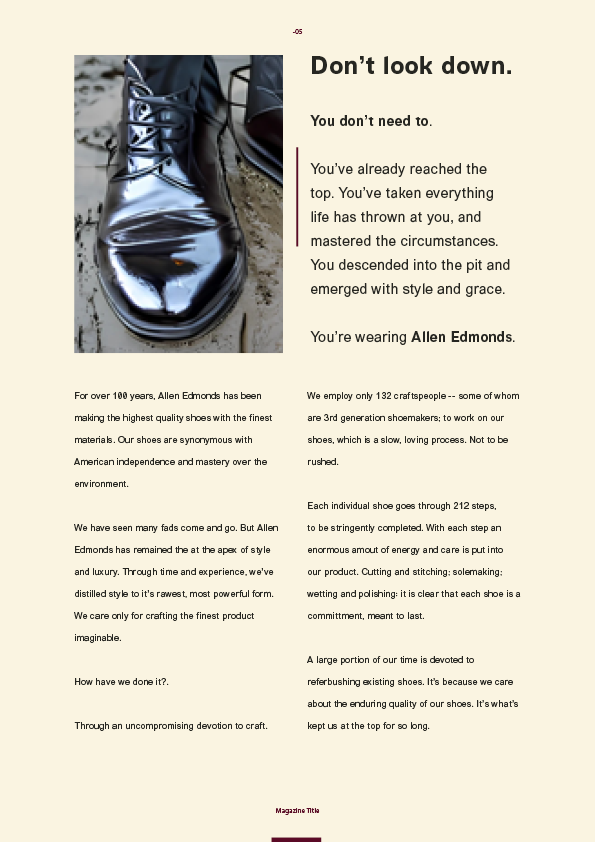 -05
Don't look down.
You don't need to.
You've already reached the
top. You've taken everything
life has thrown at you, and
mastered the circumstances.
You descended into the pit and
emerged with style and grace.
You're wearing Allen Edmonds.
For over 100 years, Allen Edmonds has been
making the highest quality shoes with the finest
materials. Our shoes are synonymous with
American independence and mastery over the
environment.
We have seen many fads come and go. But Allen
Edmonds has remained the at the apex of style
and luxury. Through time and experience, we've
distilled style to it's rawest, most powerful form.
We care only for crafting the finest product
imaginable.
How have we done it?.
Through an uncompromising devotion to craft.
We employ only 132 craftspeople -- some of whom
are 3rd generation shoemakers; to work on our
shoes, which is a slow, loving process. Not to be
rushed.
Each individual shoe goes through 212 steps,
to be stringently completed. With each step an
enormous amout of energy and care is put into
our product. Cutting and stitching; solemaking;
wetting and polishing: it is clear that each shoe is a
committment, meant to last.
A large portion of our time is devoted to
referbushing existing shoes. It's because we care
about the enduring quality of our shoes. It's what's
kept us at the top for so long.
Magazine Title